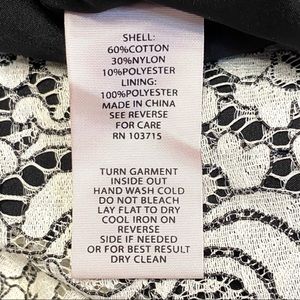 SHELL:
60%COTTON
30%NYLON
10%POLYESTER
LINING:
100%POLYESTER
MADE IN CHINA
SEE REVERSE
FOR CARE
RN 103715
TURN GARMENT
INSIDE OUT
HAND WASH COLD
DO NOT BLEACH
LAY FLAT TO DRY
COOL IRON ON
REVERSE
SIDE IF NEEDED
OR FOR BEST RESULT
DRY CLEAN